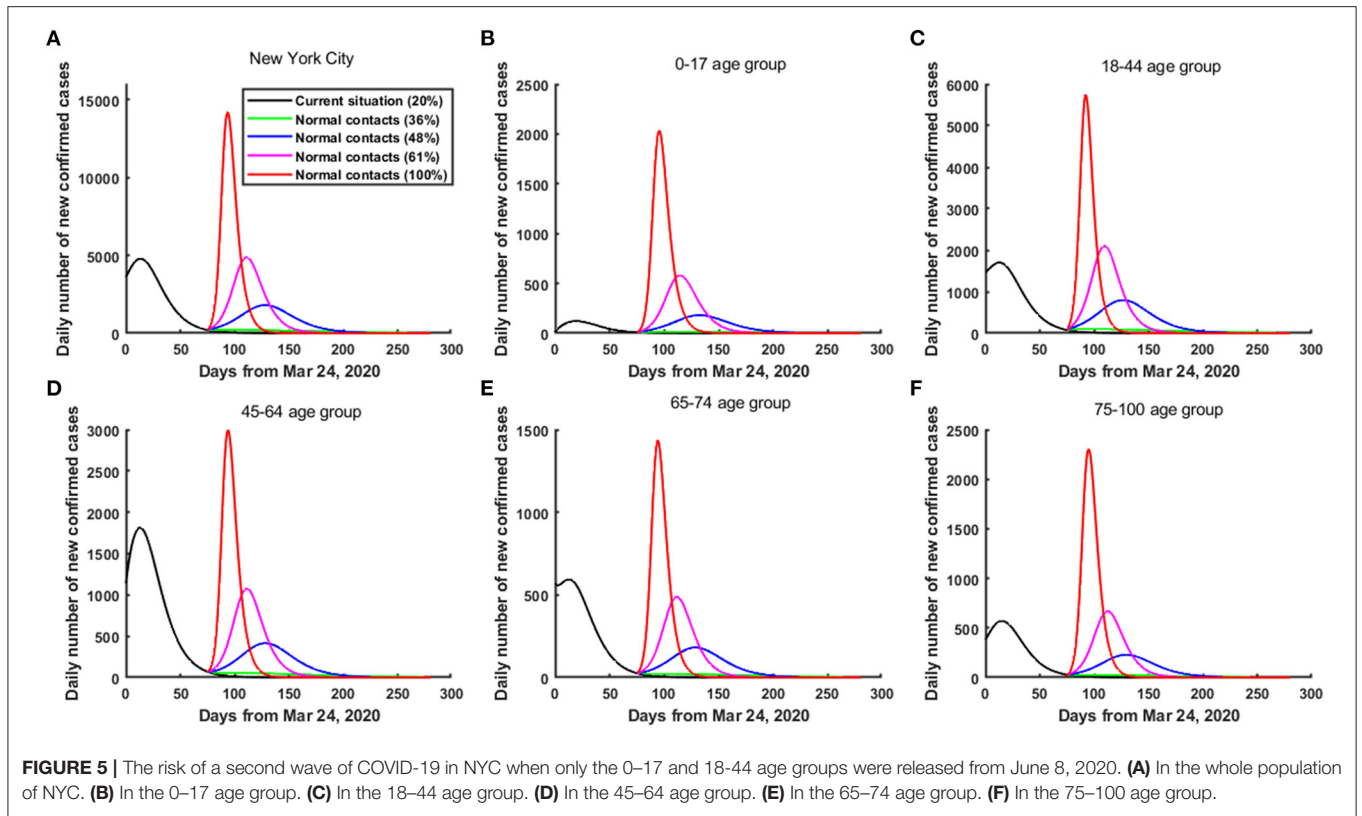 A
New York City
Daily number of new confirmed cases
15000
10000
5000
0
0 50 100 150 200 250 300
Days from Mar 24, 2020
Current situation (20%)
Normal contacts (36%)
Normal contacts (48%)
Normal contacts (61%)
Normal contacts (100%)
B
0-17 age group
Daily number of new confirmed cases
2500
2000
1500
1000
500
0
0 50 100 150 200 250 300
Days from Mar 24, 2020
C
18-44 age group
Daily number of new confirmed cases
6000
5000
4000
3000
2000
1000
0
0 50 100 150 200 250 300
Days from Mar 24, 2020
D
45-64 age group
Daily number of new confirmed cases
3000
2500
2000
1500
1000
500
0
0 50 100 150 200 250 300
Days from Mar 24, 2020
E
65-74 age group
Daily number of new confirmed cases
1500
1000
500
0
0 50 100 150 200 250 300
Days from Mar 24, 2020
F
75-100 age group
Daily number of new confirmed cases
2500
2000
1500
1000
500
0
0 50 100 150 200 250 300
Days from Mar 24, 2020
FIGURE 5 | The risk of a second wave of COVID-19 in NYC when only the 0–17 and 18-44 age groups were released from June 8, 2020. (A) In the whole population
of NYC. (B) In the 0–17 age group. (C) In the 18–44 age group. (D) In the 45–64 age group. (E) In the 65–74 age group. (F) In the 75–100 age group.